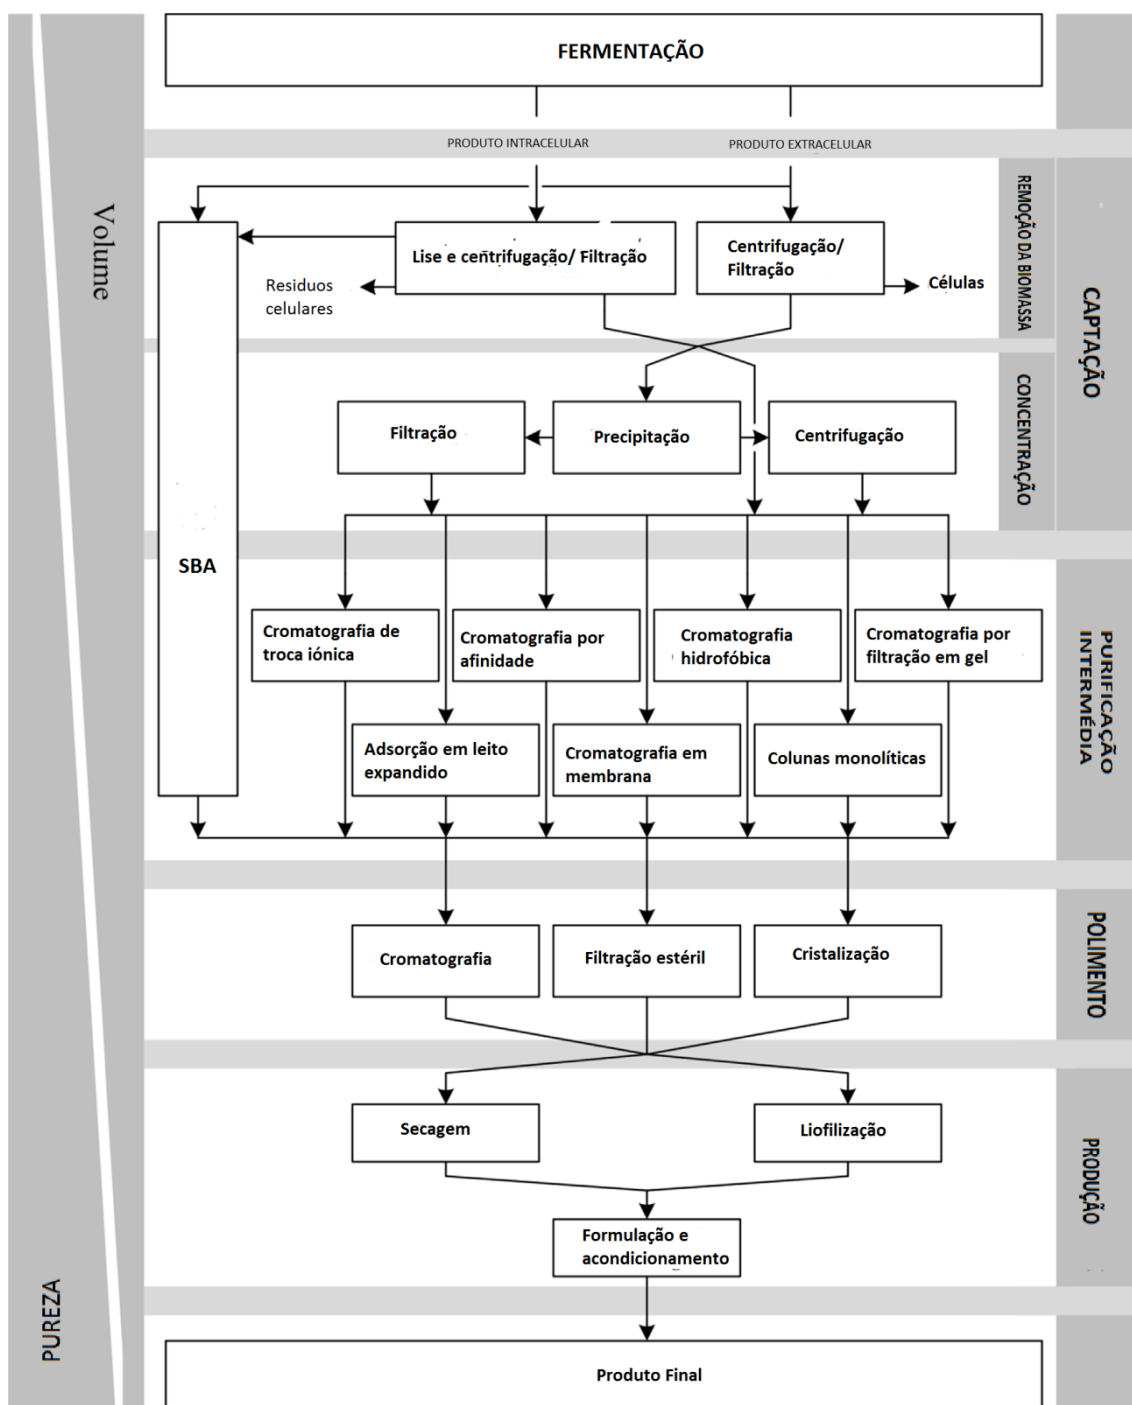 FERMENTAÇÃO
PRODUTO INTRACELULAR
PRODUTO EXTRACELULAR
Volume
REMOÇÃO DA BIOMASSA
CAPTAÇÃO
Lise e centrifugação/ Filtração
Centrifugação/
Filtração
Residuos
celulares
Células
CONCENTRAÇÃO
Filtração
Precipitação
Centrifugação
SBA
PURIFICAÇÃO
INTERMÉDIA
Cromatografia de
troca iónica
Cromatografia por
afinidade
Cromatografia
hidrofóbica
Cromatografia por
filtração em gel
Adsorção em leito
expandido
Cromatografia em
membrana
Colunas monolíticas
POLIMENTO
Cromatografia
Filtração estéril
Cristalização
PRODUÇÃO
Secagem
Liofilização
Formulação e
acondicionamento
PUREZA
Produto Final